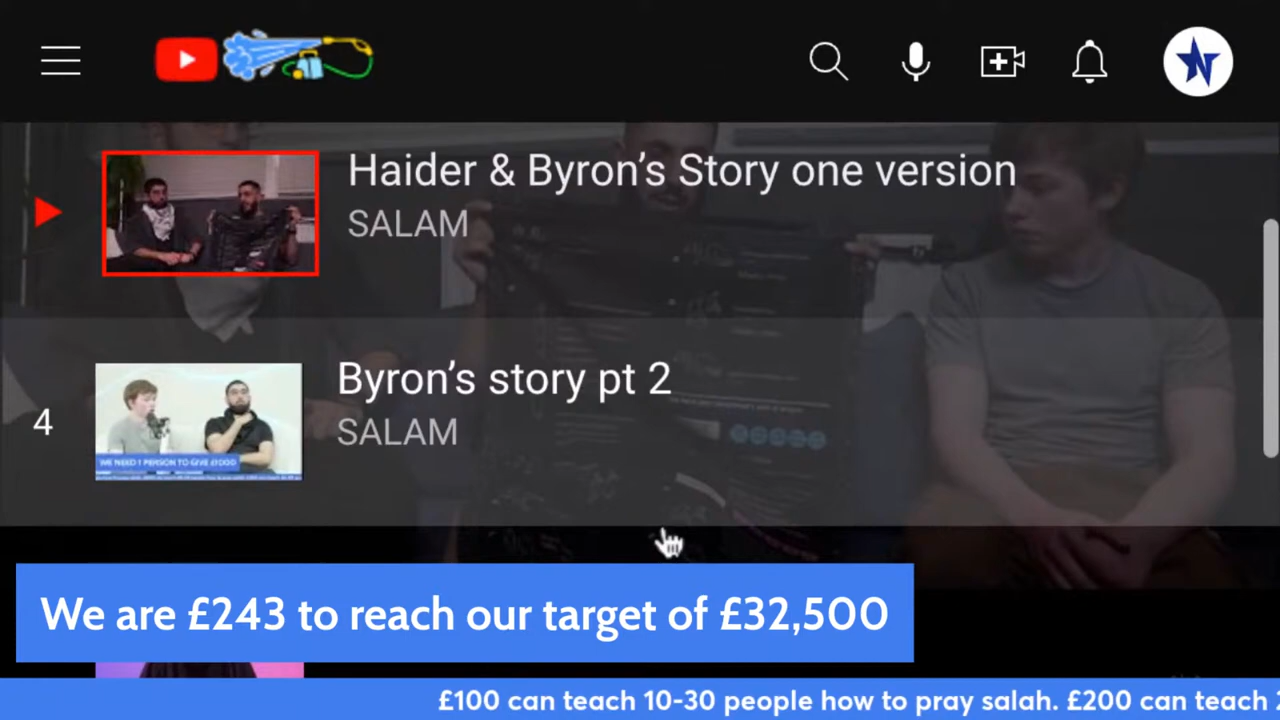 Haider & Byron’s Story one version
SALAM
4
Byron’s story pt 2
SALAM
WE NEED 1 PERSON TO GIVE £1000
We are £243 to reach our target of £32,500
£100 can teach 10-30 people how to pray salah. £200 can teach